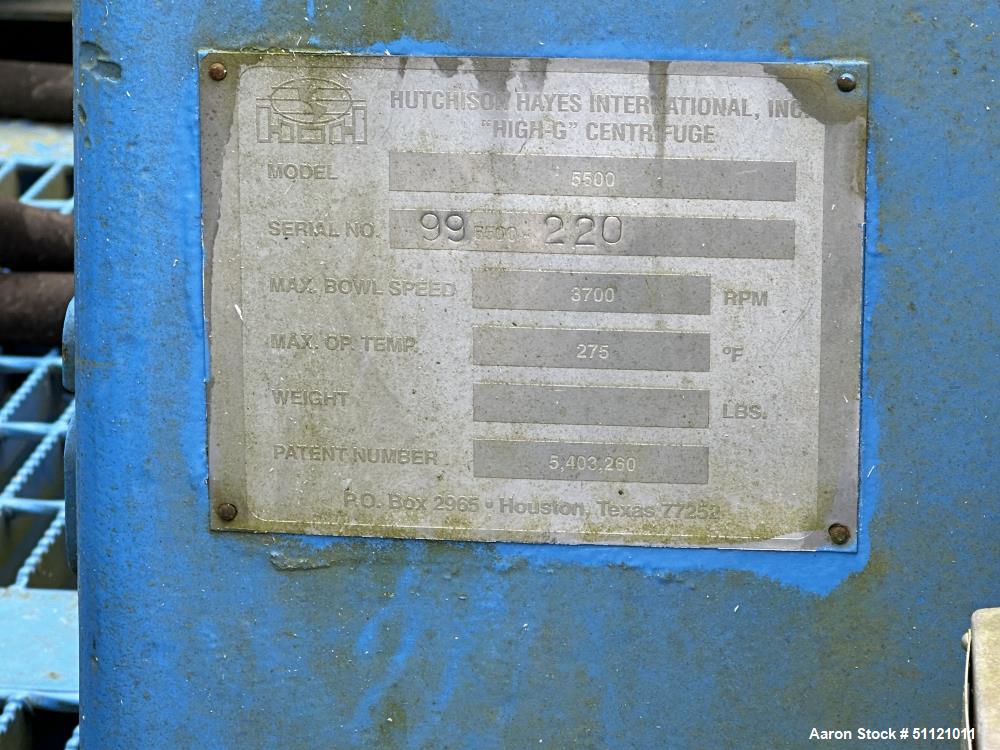 HUTCHISON HAYES INTERNATIONAL, INC.
"HIGH-G" CENTRIFUGE
MODEL 5500
SERIAL NO. 99 5500 - 220
MAX. BOWL SPEED 3700 RPM
MAX. OP. TEMP. 275 ºF
WEIGHT LBS.
PATENT NUMBER 5,403,260
P.O. Box 2965 • Houston, Texas 77252
Aaron Stock # 51121011